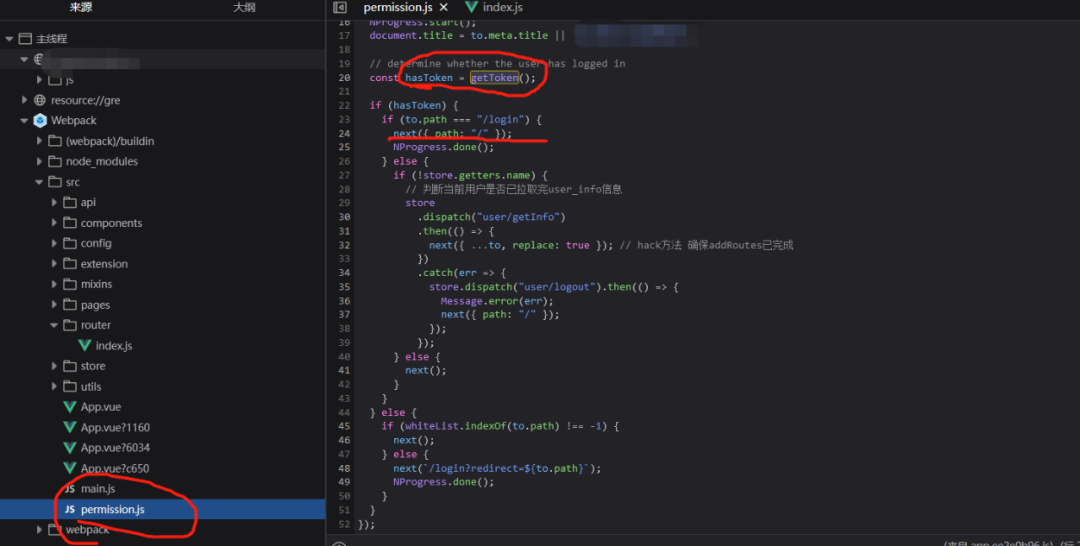 来源
大纲
主线程
js
resource://gre
Webpack
(webpack)/buildin
node_modules
src
api
components
config
extension
mixins
pages
router
index.js
store
utils
App.vue
App.vue?1160
App.vue?6034
App.vue?c650
JS main.js
JS permission.js
webpack
permission.js
index.js
16 NProgress.start();
17 document.title = to.meta.title ||
18
19 // determine whether the user has logged in
20 const hasToken = getToken();
21
22 if (hasToken) {
23 if (to.path === "/login") {
24 next({ path: "/" });
25 NProgress.done();
26 } else {
27 if (!store.getters.name) {
28 // 判断当前用户是否已拉取完user_info信息
29 store
30 .dispatch("user/getInfo")
31 .then(() => {
32 next({ ...to, replace: true }); // hack方法 确保addRoutes已完成
33 })
34 .catch(err => {
35 store.dispatch("user/logout").then(() => {
36 Message.error(err);
37 next({ path: "/" });
38 });
39 });
40 } else {
41 next();
42 }
43 }
44 } else {
45 if (whiteList.indexOf(to.path) !== -1) {
46 next();
47 } else {
48 next(`/login?redirect=${to.path}`);
49 NProgress.done();
50 }
51 }
52 });